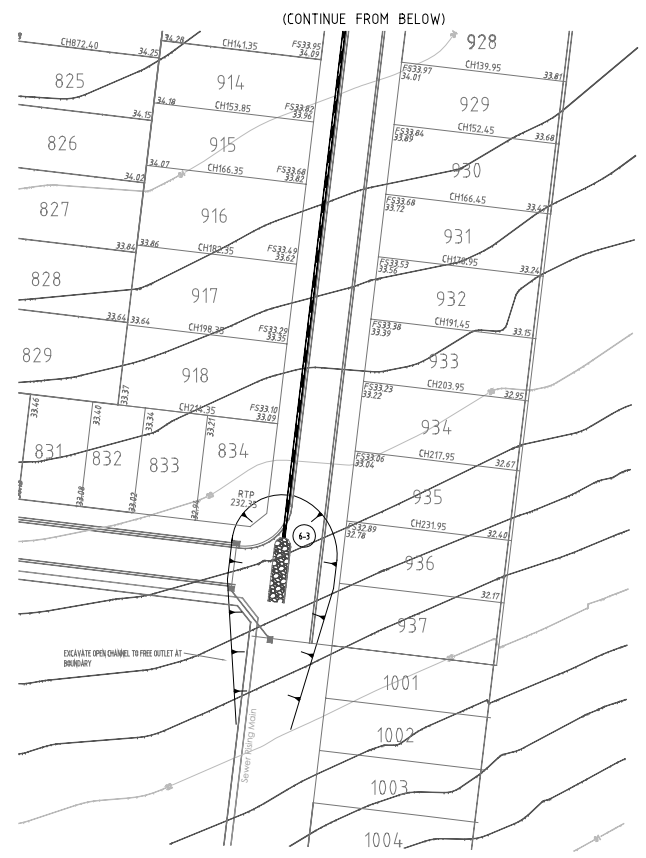 (CONTINUE FROM BELOW)
928
CH872.40
34.25
34.28
CH141.35
FS33.95
34.09
FS33.97
34.01
CH139.95
33.81
825
914
929
34.15
34.18
CH153.85
FS33.82
33.96
FS33.84
33.89
CH152.45
33.68
826
915
930
34.02
34.07
CH166.35
FS33.68
33.82
FS33.68
33.72
CH166.45
33.47
827
916
931
33.84
33.86
CH182.35
FS33.49
33.62
FS33.53
33.56
CH178.95
33.24
828
917
932
33.64
33.64
CH198.35
FS33.29
33.35
FS33.38
33.39
CH191.45
33.15
829
918
933
33.46
33.40
33.37
33.34
CH214.35
33.21
FS33.10
33.09
FS33.23
33.22
CH203.95
32.95
831
832
833
834
934
33.08
33.02
32.94
FS33.06
33.04
CH217.95
32.67
RTP
232.35
935
6-3
FS32.89
32.78
CH231.95
32.40
936
32.17
937
EXCAVATE OPEN CHANNEL TO FREE OUTLET AT
BOUNDARY
1001
Sewer Rising Main
1002
1003
1004